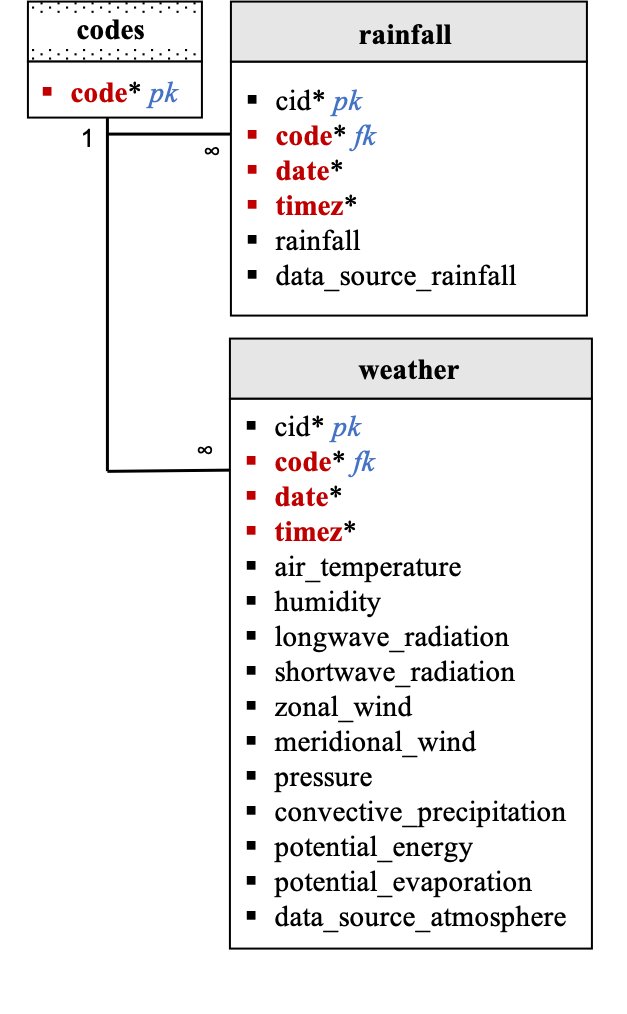 codes
▪ code* pk
1
∞
rainfall
▪ cid* pk
▪ code* fk
▪ date*
▪ timez*
▪ rainfall
▪ data_source_rainfall
∞
weather
▪ cid* pk
▪ code* fk
▪ date*
▪ timez*
▪ air_temperature
▪ humidity
▪ longwave_radiation
▪ shortwave_radiation
▪ zonal_wind
▪ meridional_wind
▪ pressure
▪ convective_precipitation
▪ potential_energy
▪ potential_evaporation
▪ data_source_atmosphere